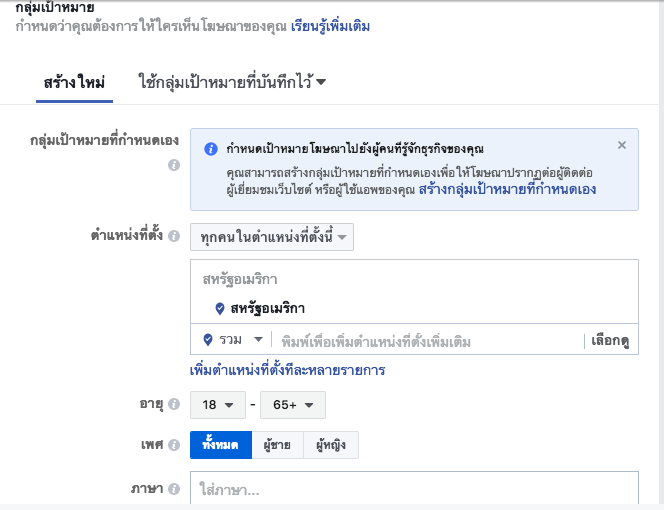 กลุ่มเป้าหมาย
กำหนดว่าคุณต้องการให้ใครเห็นโฆษณาของคุณ เรียนรู้เพิ่มเติม
สร้างใหม่ ใช้กลุ่มเป้าหมายที่บันทึกไว้
กลุ่มเป้าหมายที่กำหนดเอง
กำหนดเป้าหมายโฆษณาไปยังผู้คนที่รู้จักธุรกิจของคุณ
คุณสามารถสร้างกลุ่มเป้าหมายที่กำหนดเองเพื่อให้โฆษณาปรากฏต่อผู้ติดต่อ
ผู้เยี่ยมชมเว็บไซต์ หรือผู้ใช้แอพของคุณ สร้างกลุ่มเป้าหมายที่กำหนดเอง
ตำแหน่งที่ตั้ง ทุกคนในตำแหน่งที่ตั้งนี้
สหรัฐอเมริกา
สหรัฐอเมริกา
รวม พิมพ์เพื่อเพิ่มตำแหน่งที่ตั้งเพิ่มเติม เลือกดู
เพิ่มตำแหน่งที่ตั้งทีละหลายรายการ
อายุ 18 - 65+
เพศ ทั้งหมด ผู้ชาย ผู้หญิง
ภาษา ใส่ภาษา...